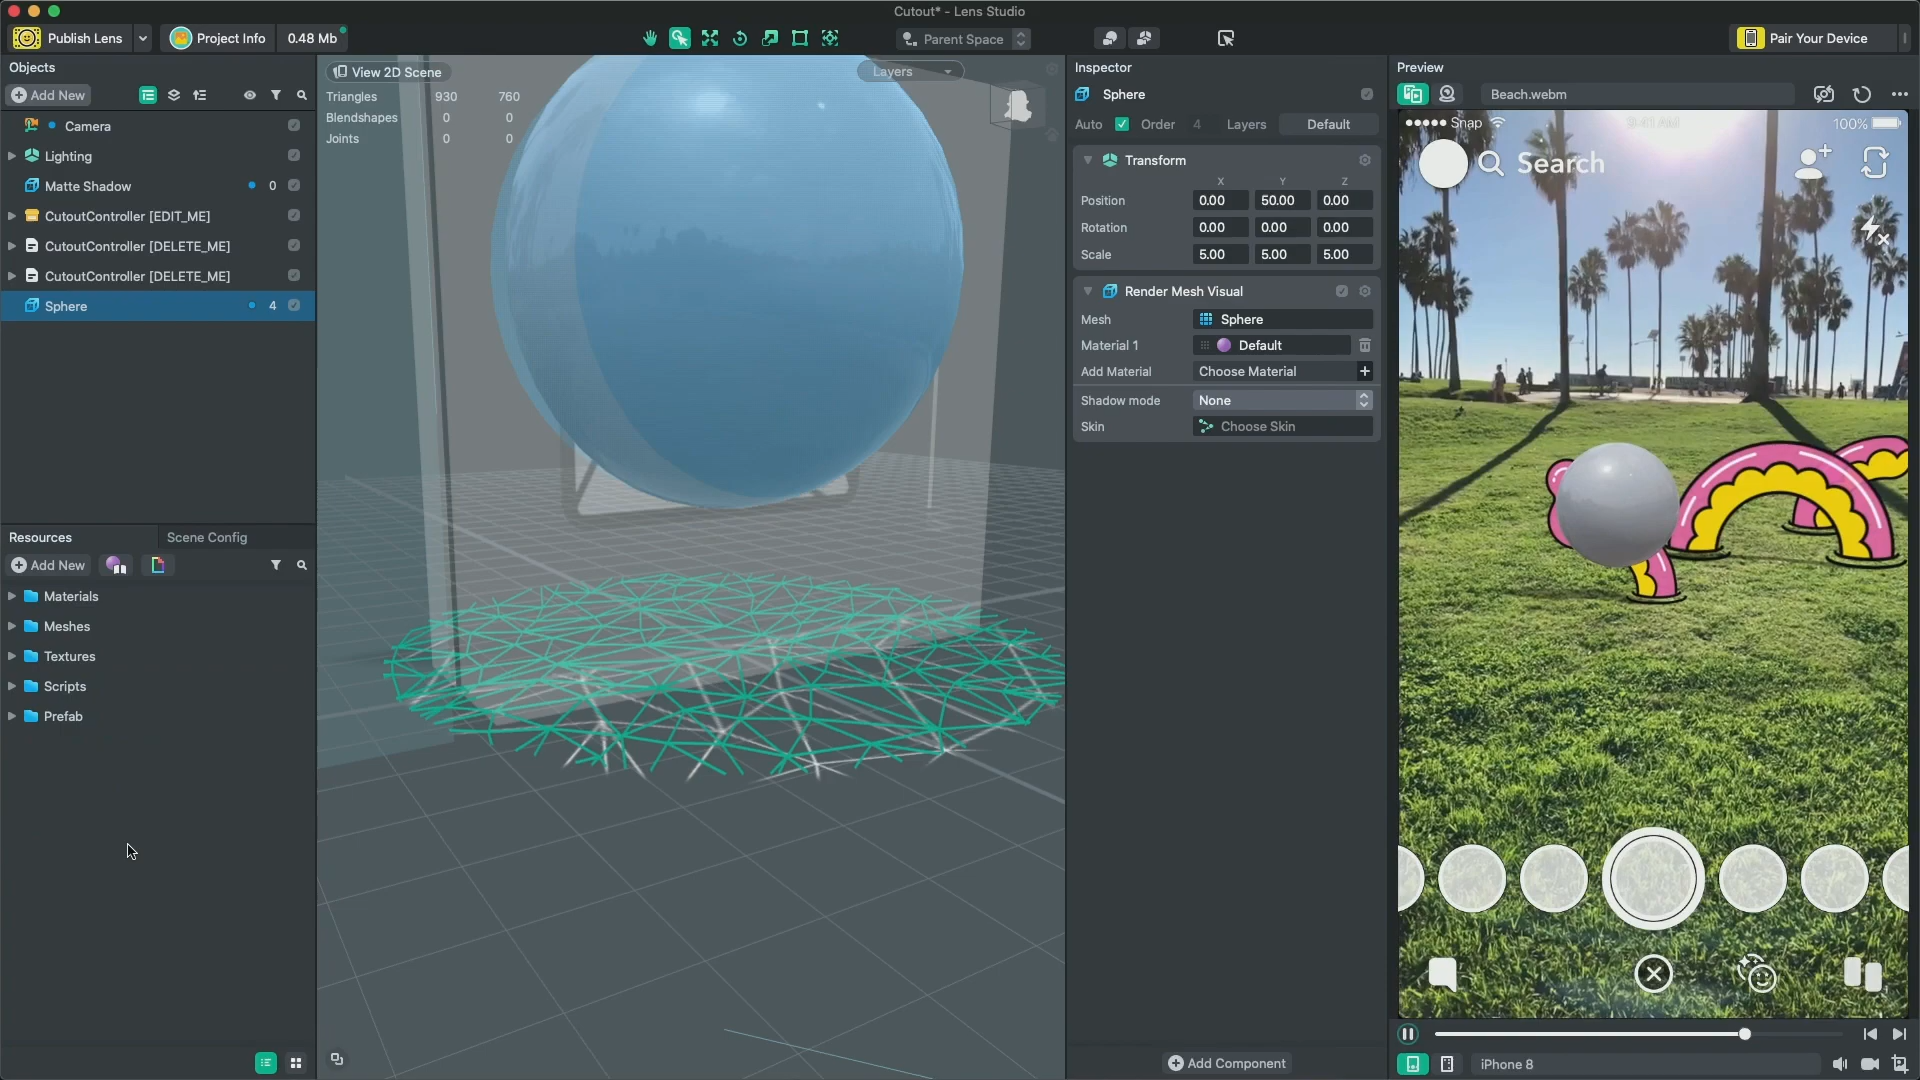 Cutout* - Lens Studio
Publish Lens
Project Info
0.48 Mb
Parent Space
Pair Your Device
Objects
Add New
Camera
Lighting
Matte Shadow 0
CutoutController [EDIT_ME]
CutoutController [DELETE_ME]
CutoutController [DELETE_ME]
Sphere 4
Resources
Scene Config
Add New
Materials
Meshes
Textures
Scripts
Prefab
View 2D Scene
Layers
Triangles 930 760
Blendshapes 0 0
Joints 0 0
Inspector
Sphere
Auto Order 4 Layers Default
Transform
X Y Z
Position 0.00 50.00 0.00
Rotation 0.00 0.00 0.00
Scale 5.00 5.00 5.00
Render Mesh Visual
Mesh Sphere
Material 1 Default
Add Material Choose Material +
Shadow mode None
Skin Choose Skin
Add Component
Preview
Beach.webm
Snap 9:41 AM 100%
Search
iPhone 8